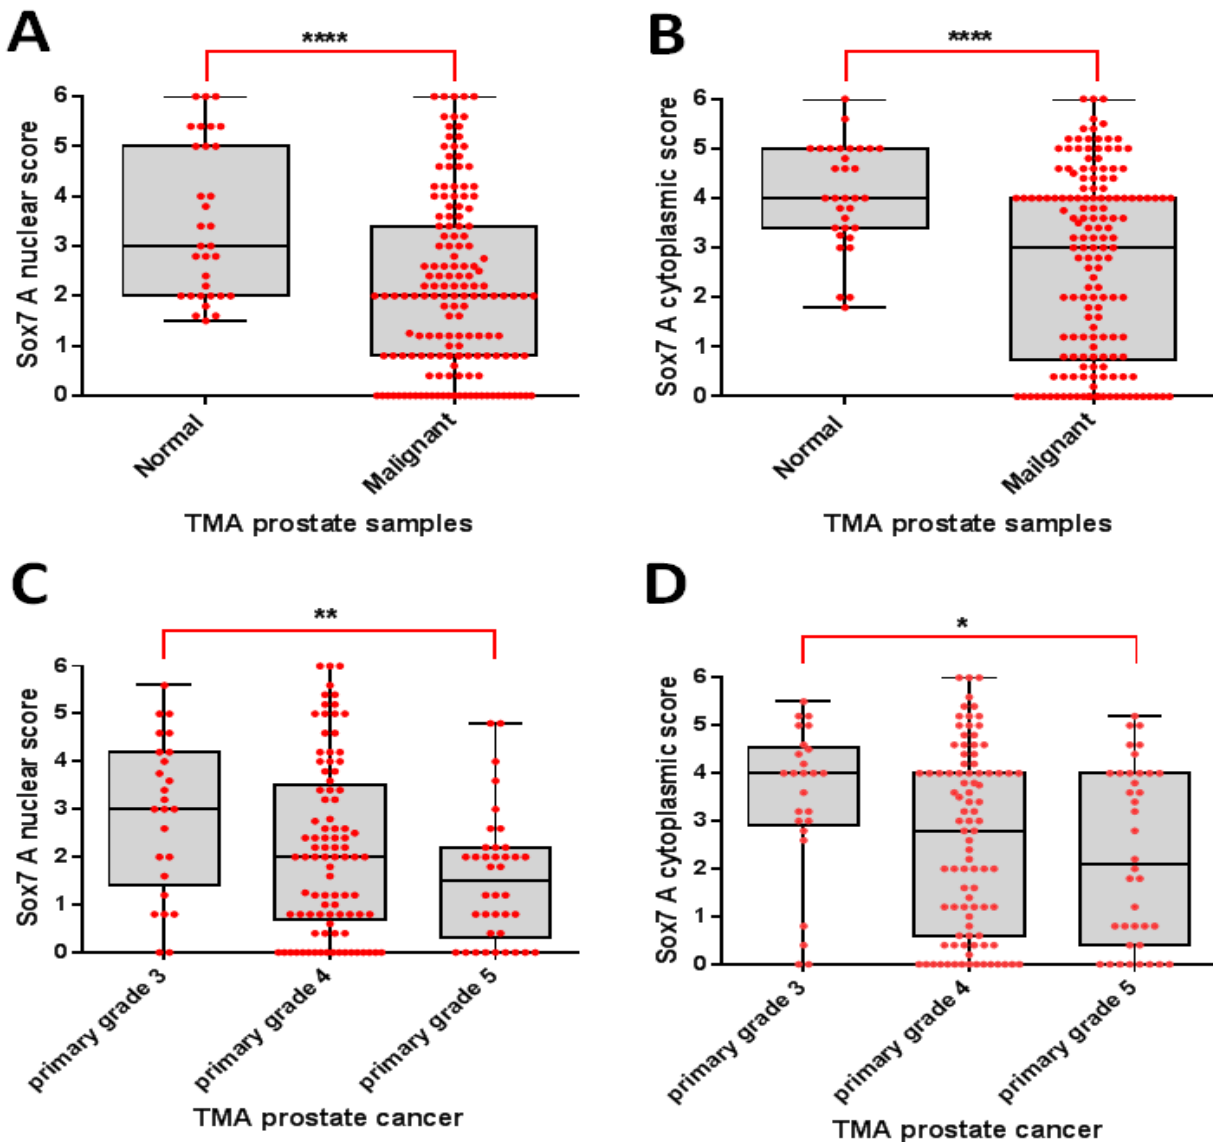 A
****
Sox7 A nuclear score
6
5
4
3
2
1
0
Normal
Malignant
TMA prostate samples
B
****
Sox7 A cytoplasmic score
6
5
4
3
2
1
0
Normal
Mailgnant
TMA prostate samples
C
**
Sox7 A nuclear score
6
5
4
3
2
1
0
primary grade 3
primary grade 4
primary grade 5
TMA prostate cancer
D
*
Sox7 A cytoplasmic score
6
5
4
3
2
1
0
primary grade 3
primary grade 4
primary grade 5
TMA prostate cancer